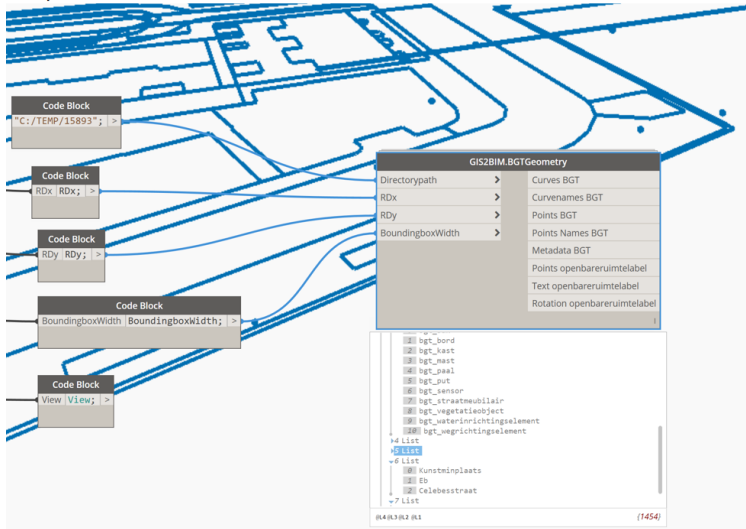 Code Block
"C:/TEMP/15893"; >
Code Block
RDx RDx; >
Code Block
RDy RDy; >
Code Block
BoundingboxWidth BoundingboxWidth; >
Code Block
View View; >
GIS2BIM.BGTGeometry
Directorypath > Curves BGT
RDx > Curvenames BGT
RDy > Points BGT
BoundingboxWidth > Points Names BGT
Metadata BGT
Points openbareruimtelabel
Text openbareruimtelabel
Rotation openbareruimtelabel
1 bgt_bord
2 bgt_kast
3 bgt_mast
4 bgt_paal
5 bgt_put
6 bgt_sensor
7 bgt_straatmeubilair
8 bgt_vegetatieobject
9 bgt_waterinrichtingselement
10 bgt_wegrichtingselement
4 List
5 List
6 List
0 Kunstminplaats
1 Eb
2 Celebesstraat
7 List
@L4 @L3 @L2 @L1 {1454}